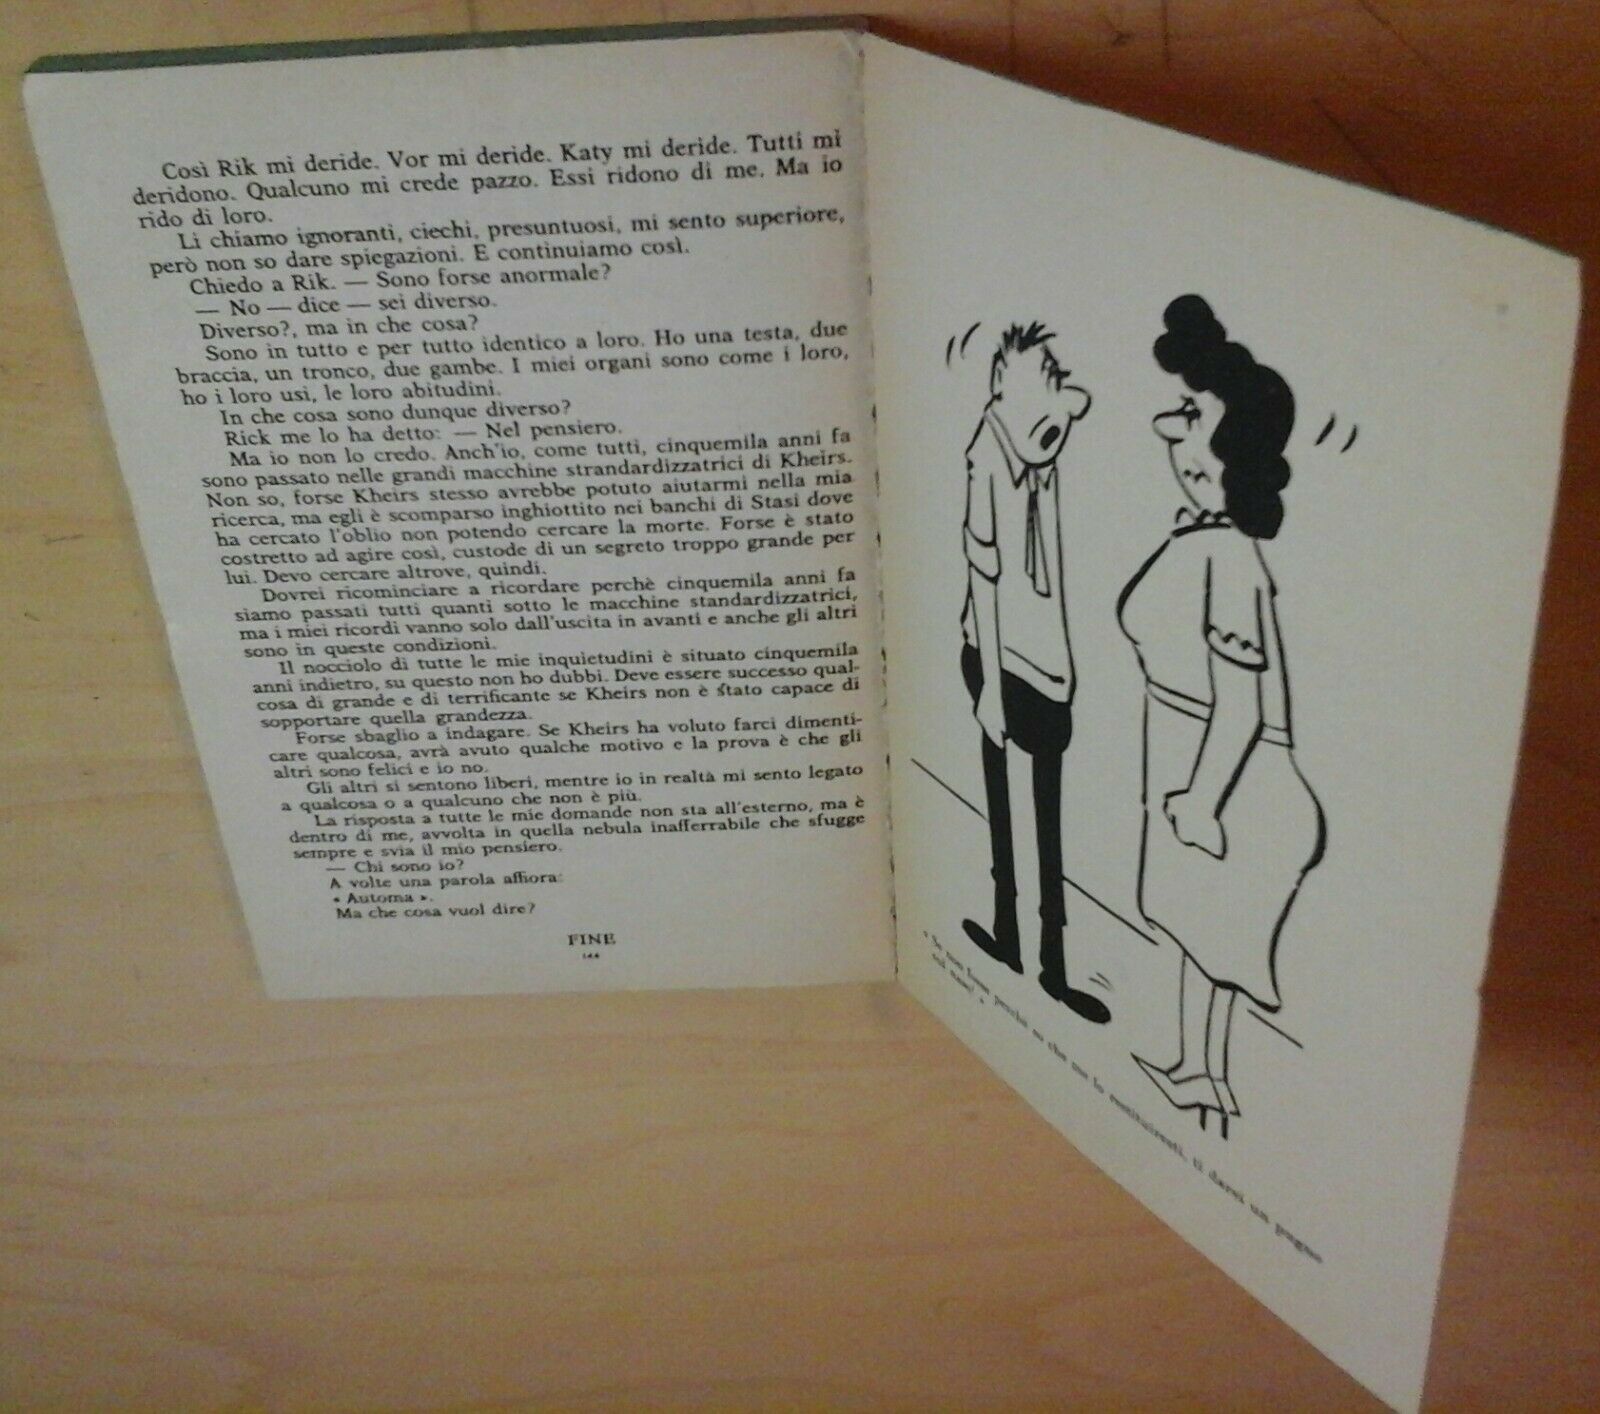 Così Rik mi deride. Vor mi deride. Katy mi deride. Tutti mi
deridono. Qualcuno mi crede pazzo. Essi ridono di me. Ma io
rido di loro.
Li chiamo ignoranti, ciechi, presuntuosi, mi sento superiore,
però non so dare spiegazioni. E continuiamo così.
Chiedo a Rik. — Sono forse anormale?
— No — dice — sei diverso.
Diverso?, ma in che cosa?
Sono in tutto e per tutto identico a loro. Ho una testa, due
braccia, un tronco, due gambe. I miei organi sono come i loro,
ho i loro usi, le loro abitudini.
In che cosa sono dunque diverso?
Rick me lo ha detto: — Nel pensiero.
Ma io non lo credo. Anch'io, come tutti, cinquemila anni fa
sono passato nelle grandi macchine strandardizzatrici di Kheirs.
Non so, forse Kheirs stesso avrebbe potuto aiutarmi nella mia
ricerca, ma egli è scomparso inghiottito nei banchi di Stasi dove
ha cercato l'oblio non potendo cercare la morte. Forse è stato
costretto ad agire così, custode di un segreto troppo grande per
lui. Devo cercare altrove, quindi.
Dovrei ricominciare a ricordare perchè cinquemila anni fa
siamo passati tutti quanti sotto le macchine standardizzatrici,
ma i miei ricordi vanno solo dall'uscita in avanti e anche gli altri
sono in queste condizioni.
Il nocciolo di tutte le mie inquietudini è situato cinquemila
anni indietro, su questo non ho dubbi. Deve essere successo qual-
cosa di grande e di terrificante se Kheirs non è stato capace di
sopportare quella grandezza.
Forse sbaglio a indagare. Se Kheirs ha voluto farci dimenti-
care qualcosa, avrà avuto qualche motivo e la prova è che gli
altri sono felici e io no.
Gli altri si sentono liberi, mentre io in realtà mi sento legato
a qualcosa o a qualcuno che non è più.
La risposta a tutte le mie domande non sta all'esterno, ma è
dentro di me, avvolta in quella nebula inafferrabile che sfugge
sempre e svia il mio pensiero.
— Chi sono io?
A volte una parola affiora:
« Automa ».
Ma che cosa vuol dire?
FINE
144
« Se non fosse perchè so che me lo restituiresti, ti darei un pugno
sul naso! »